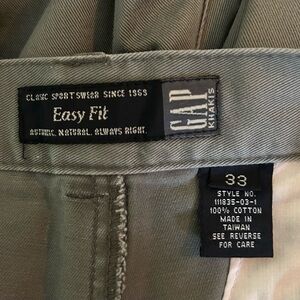 CLASSIC SPORTSWEAR SINCE 1969
Easy Fit
AUTHENTIC. NATURAL. ALWAYS RIGHT.
GAP
KHAKIS
33
STYLE NO.
111835-03-1
100% COTTON
MADE IN
TAIWAN
SEE REVERSE
FOR CARE